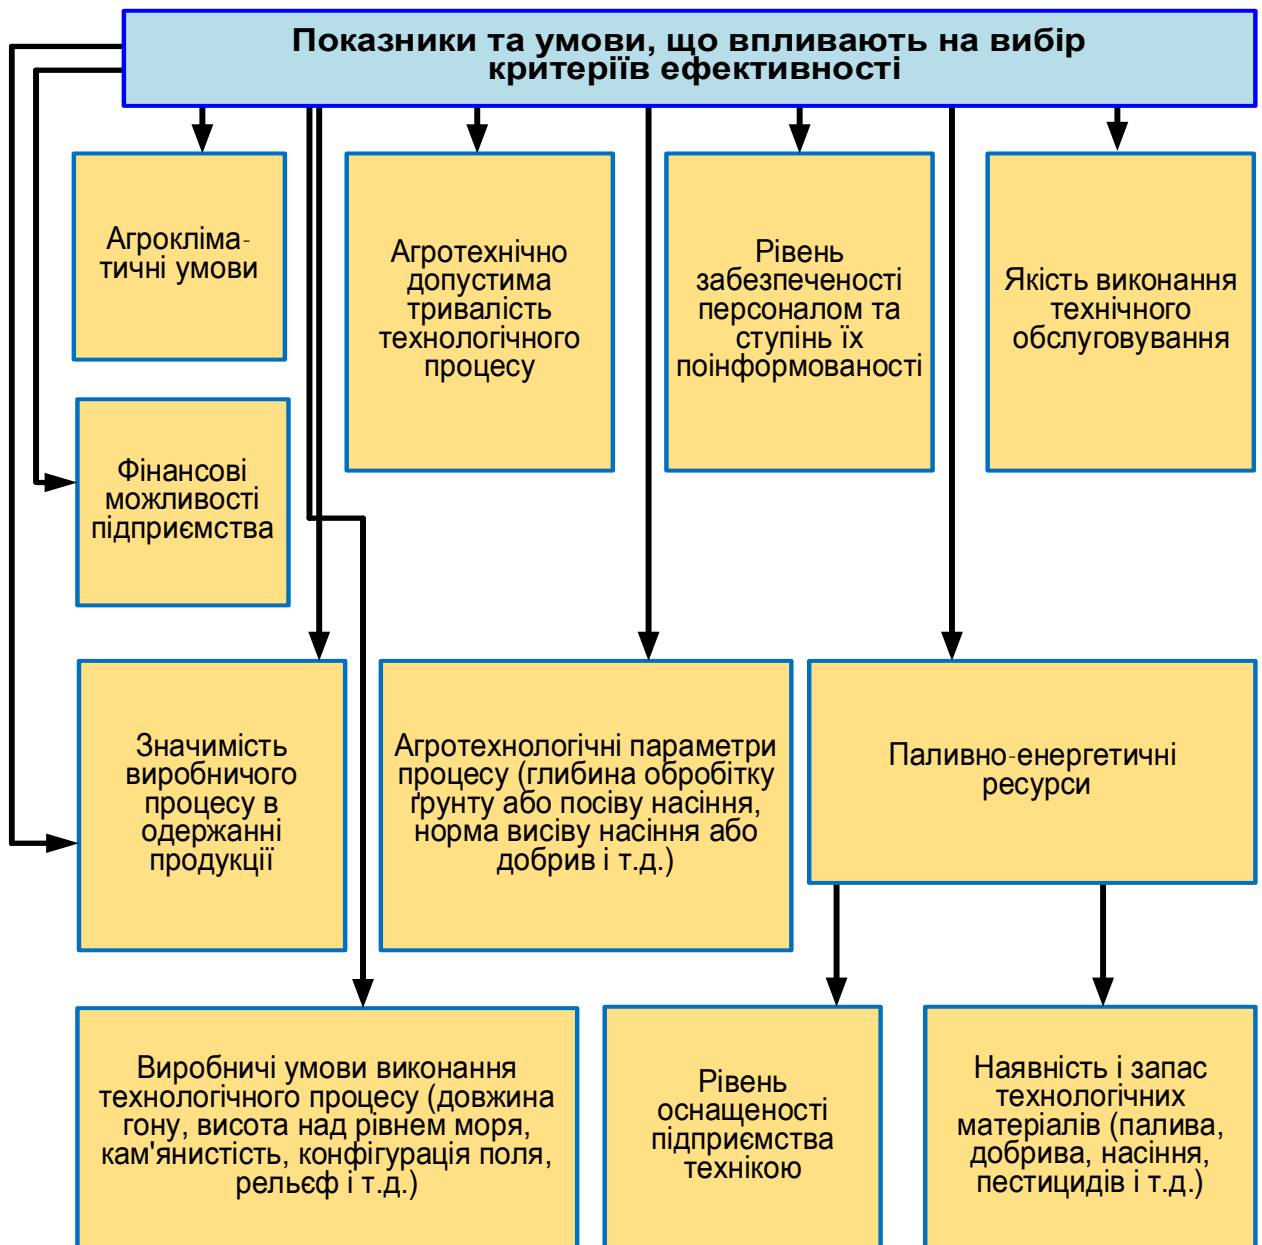 Показники та умови, що впливають на вибір
критеріїв ефективності
Агрокліма-
тичні умови
Агротехнічно
допустима
тривалість
технологічного
процесу
Рівень
забезпеченості
персоналом та
ступінь їх
поінформованості
Якість виконання
технічного
обслуговування
Фінансові
можливості
підприємства
Значимість
виробничого
процесу в
одержанні
продукції
Агротехнологічні параметри
процесу (глибина обробітку
ґрунту або посіву насіння,
норма висіву насіння або
добрив і т.д.)
Паливно-енергетичні
ресурси
Виробничі умови виконання
технологічного процесу (довжина
гону, висота над рівнем моря,
кам'янистість, конфігурація поля,
рельєф і т.д.)
Рівень
оснащеності
підприємства
технікою
Наявність і запас
технологічних
матеріалів (палива,
добрива, насіння,
пестицидів і т.д.)